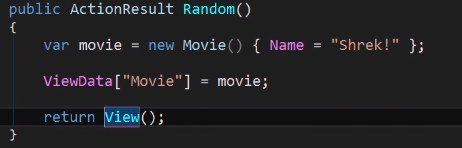 public ActionResult Random()
{
var movie = new Movie() { Name = "Shrek!" };
ViewData["Movie"] = movie;
return View();
}